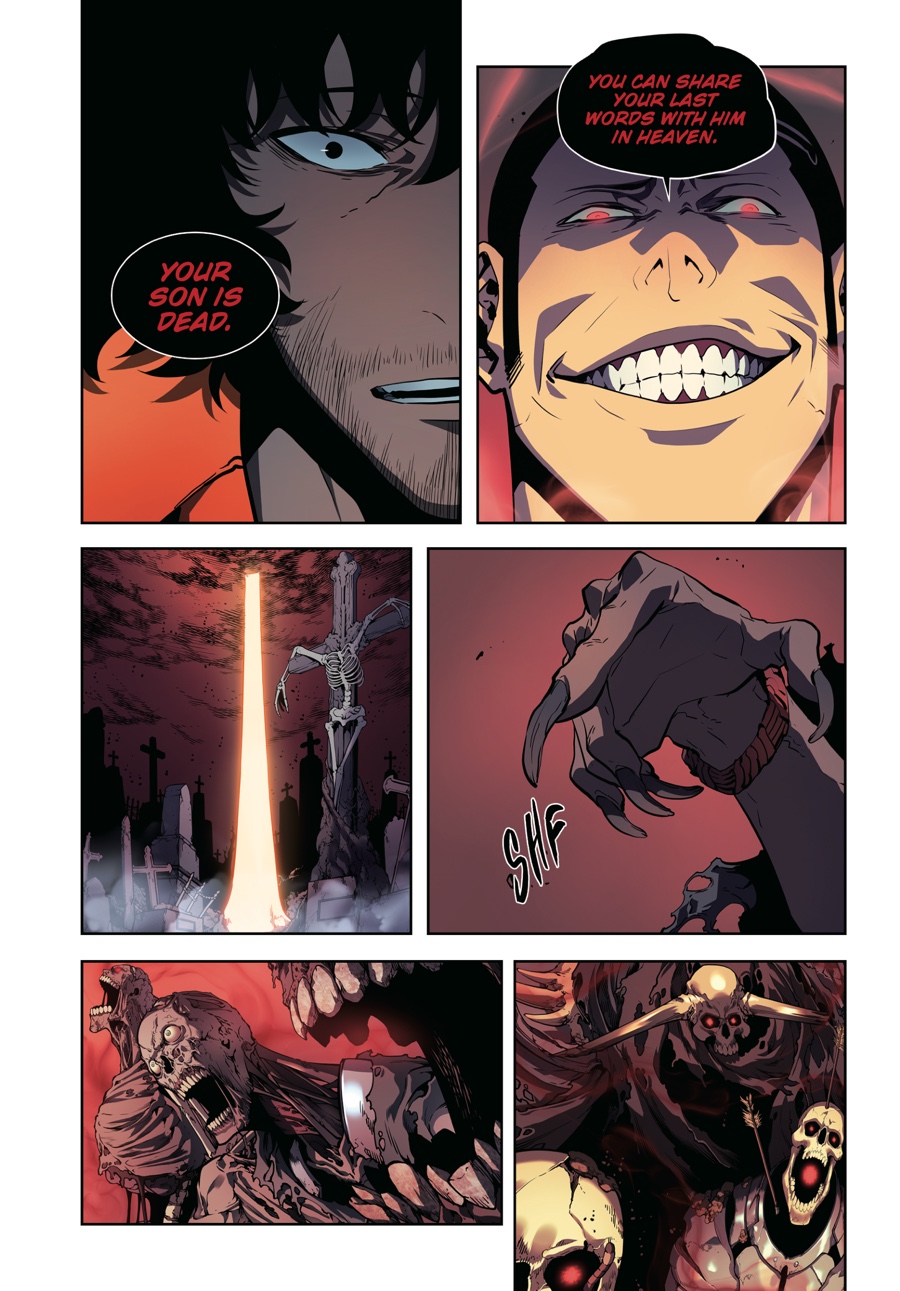 YOUR
SON IS
DEAD.
YOU CAN SHARE
YOUR LAST
WORDS WITH HIM
IN HEAVEN.
SHF